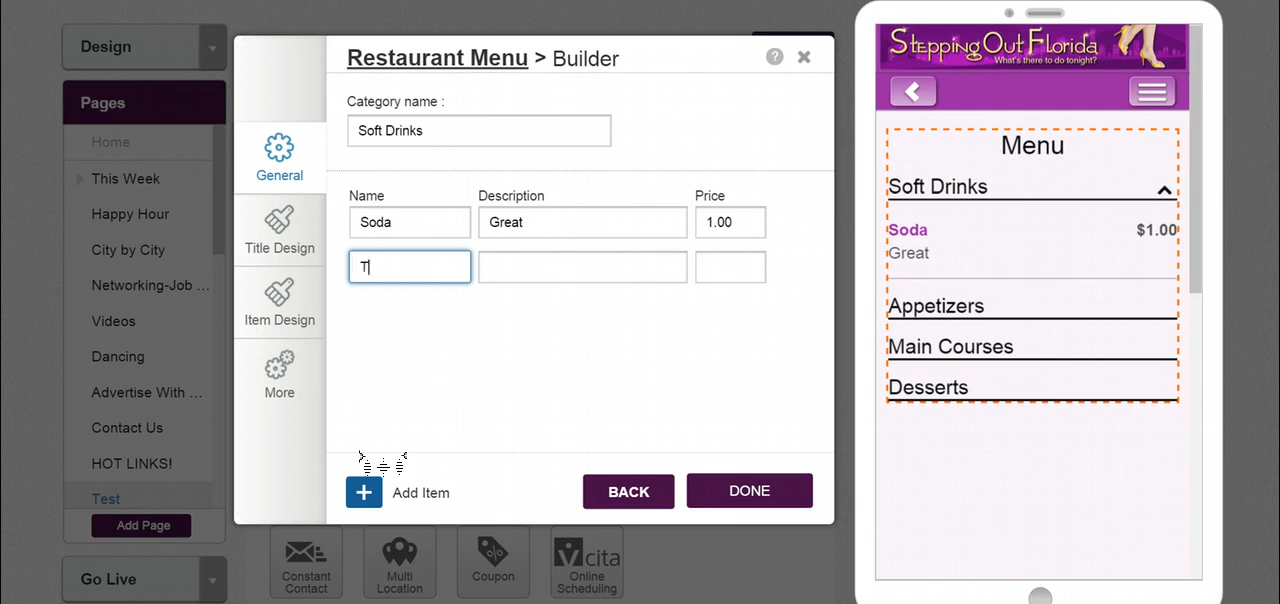 Design
Pages
Home
This Week
Happy Hour
City by City
Networking-Job ...
Videos
Dancing
Advertise With ...
Contact Us
HOT LINKS!
Test
Add Page
Go Live
Restaurant Menu > Builder
?
Category name :
Soft Drinks
General
Title Design
Item Design
More
Name Description Price
Soda Great 1.00
T
+ Add Item
BACK
DONE
Constant
Contact
Multi
Location
Coupon
Vcita
Online
Scheduling
Stepping Out Florida
What's there to do tonight?
Menu
Soft Drinks
Soda $1.00
Great
Appetizers
Main Courses
Desserts